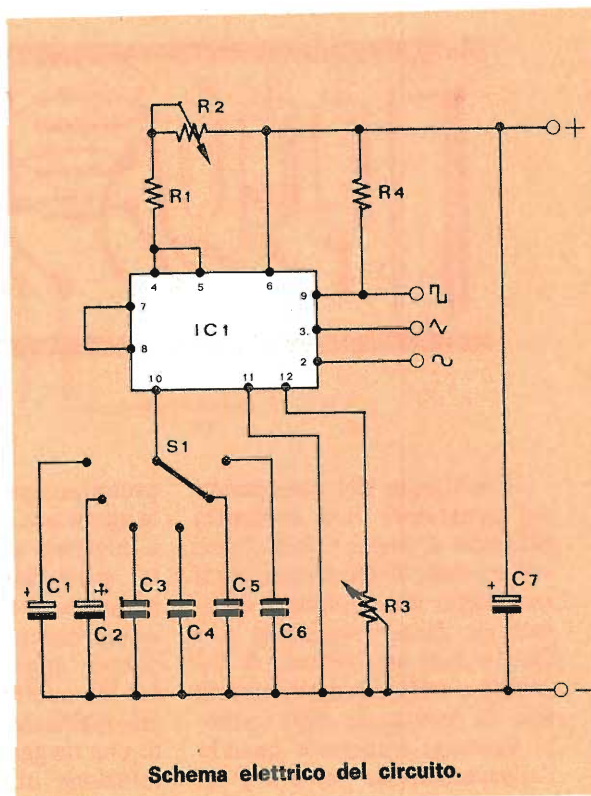 R2
+
R1
R4
4 5 6
7
9
IC1
3
8
2
10 11 12
S1
+ C1
+ C2
C3
C4
C5
C6
R3
+ C7
-
Schema elettrico del circuito.